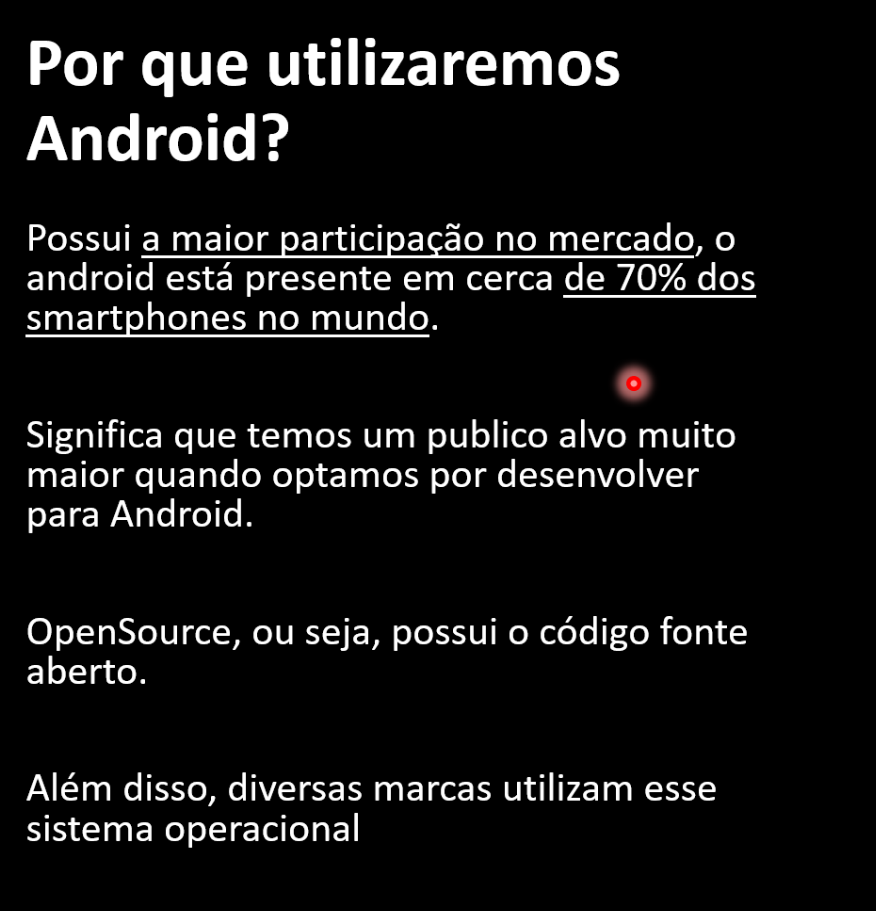 Por que utilizaremos
Android?
Possui a maior participação no mercado, o
android está presente em cerca de 70% dos
smartphones no mundo.
Significa que temos um publico alvo muito
maior quando optamos por desenvolver
para Android.
OpenSource, ou seja, possui o código fonte
aberto.
Além disso, diversas marcas utilizam esse
sistema operacional